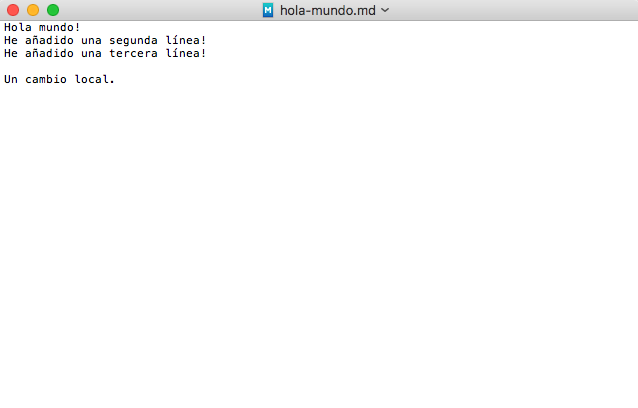 hola-mundo.md
Hola mundo!
He añadido una segunda línea!
He añadido una tercera línea!
Un cambio local.